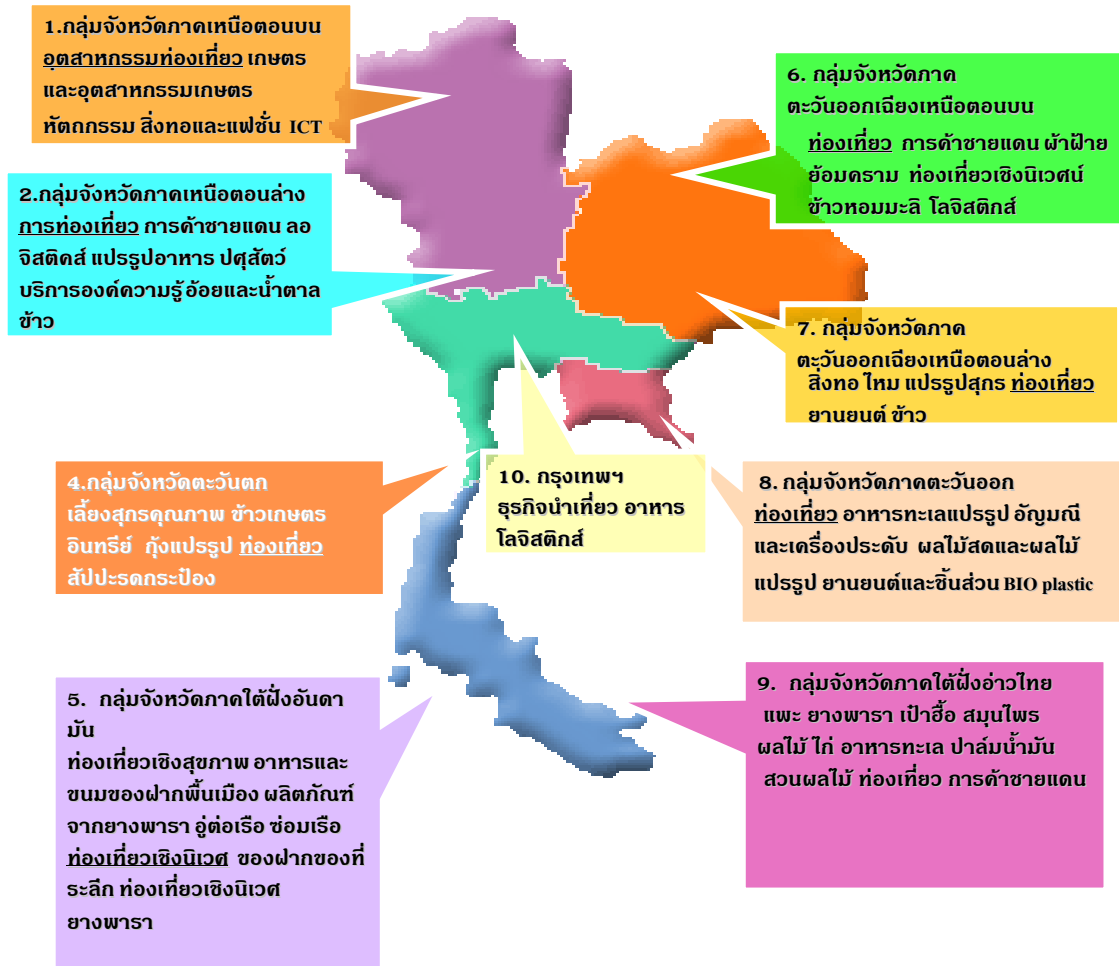 1.กลุ่มจังหวัดภาคเหนือตอนบน
อุตสาหกรรมท่องเที่ยว เกษตร
และอุตสาหกรรมเกษตร
หัตถกรรม สิ่งทอและแฟชั่น ICT
2.กลุ่มจังหวัดภาคเหนือตอนล่าง
การท่องเที่ยว การค้าชายแดน ลอ
จิสติคส์ แปรรูปอาหาร ปศุสัตว์
บริการองค์ความรู้ อ้อยและน้ำตาล
ข้าว
4.กลุ่มจังหวัดตะวันตก
เลี้ยงสุกรคุณภาพ ข้าวเกษตร
อินทรีย์ กุ้งแปรรูป ท่องเที่ยว
สัปปะรดกระป๋อง
5. กลุ่มจังหวัดภาคใต้ฝั่งอันดา
มัน
ท่องเที่ยวเชิงสุขภาพ อาหารและ
ขนมของฝากพื้นเมือง ผลิตภัณฑ์
จากยางพารา อู่ต่อเรือ ซ่อมเรือ
ท่องเที่ยวเชิงนิเวศ ของฝากของที่
ระลึก ท่องเที่ยวเชิงนิเวศ
ยางพารา
6. กลุ่มจังหวัดภาค
ตะวันออกเฉียงเหนือตอนบน
ท่องเที่ยว การค้าชายแดน ผ้าฝ้าย
ย้อมคราม ท่องเที่ยวเชิงนิเวศน์
ข้าวหอมมะลิ โลจิสติกส์
7. กลุ่มจังหวัดภาค
ตะวันออกเฉียงเหนือตอนล่าง
สิ่งทอ ไหม แปรรูปสุกร ท่องเที่ยว
ยานยนต์ ข้าว
8. กลุ่มจังหวัดภาคตะวันออก
ท่องเที่ยว อาหารทะเลแปรรูป อัญมณี
และเครื่องประดับ ผลไม้สดและผลไม้
แปรรูป ยานยนต์และชิ้นส่วน BIO plastic
9. กลุ่มจังหวัดภาคใต้ฝั่งอ่าวไทย
แพะ ยางพารา เป๋าฮื้อ สมุนไพร
ผลไม้ ไก่ อาหารทะเล ปาล์มน้ำมัน
สวนผลไม้ ท่องเที่ยว การค้าชายแดน
10. กรุงเทพฯ
ธุรกิจนำเที่ยว อาหาร
โลจิสติกส์